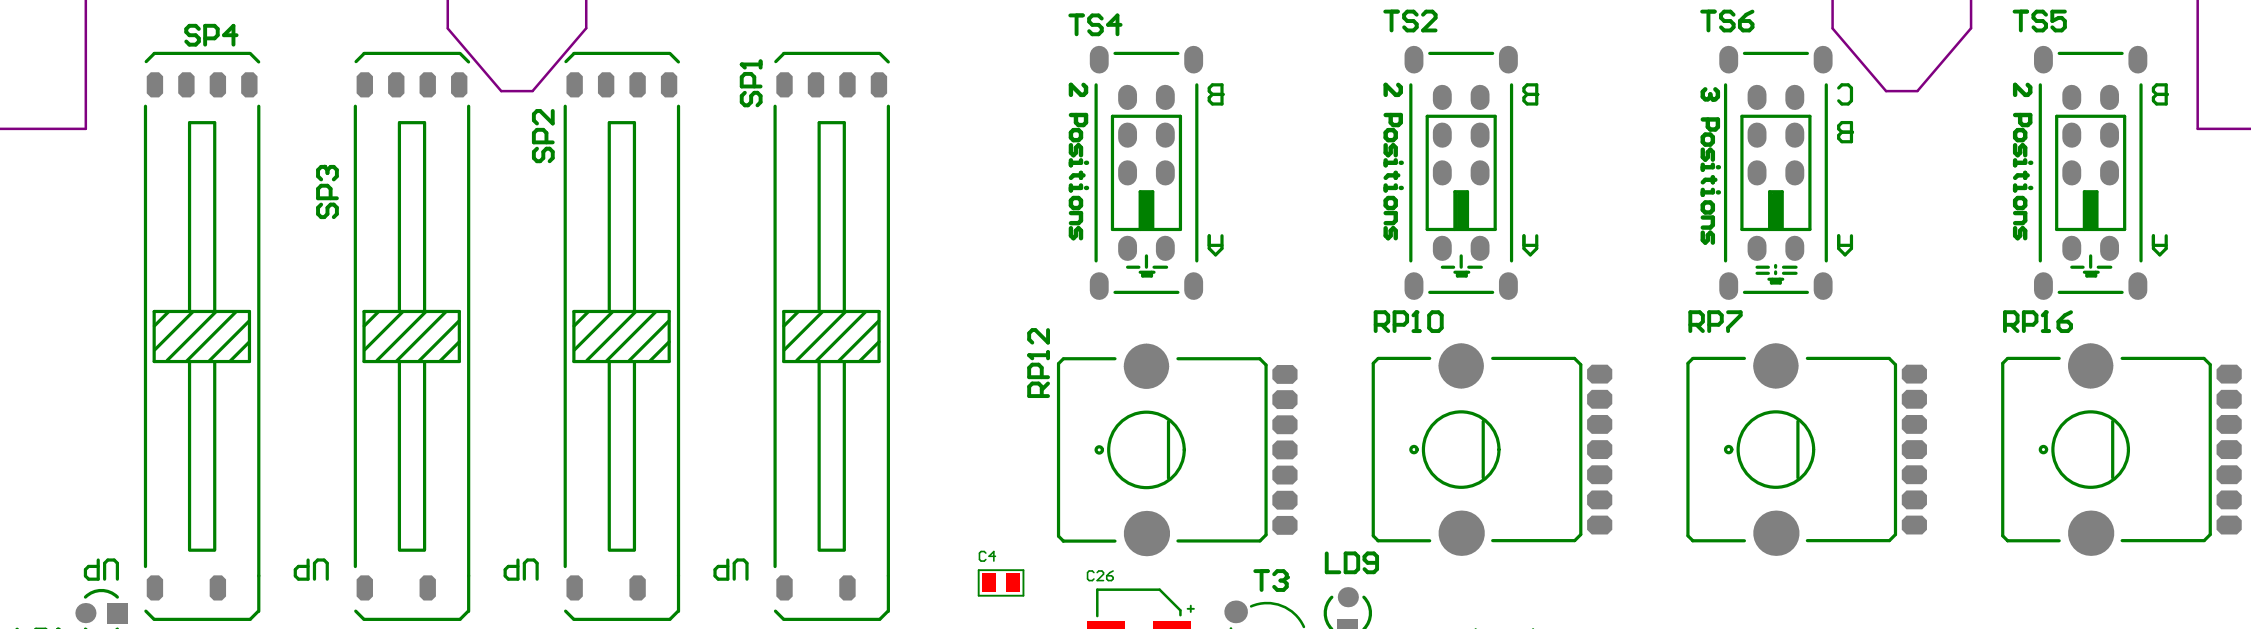 SP4
SP3
SP2
SP1
TS4
TS2
TS6
TS5
2 Positions
B
A
2 Positions
B
A
3 Positions
C
B
A
2 Positions
B
A
RP12
RP10
RP7
RP16
UP
UP
UP
UP
C4
C26
+
T3
LD9